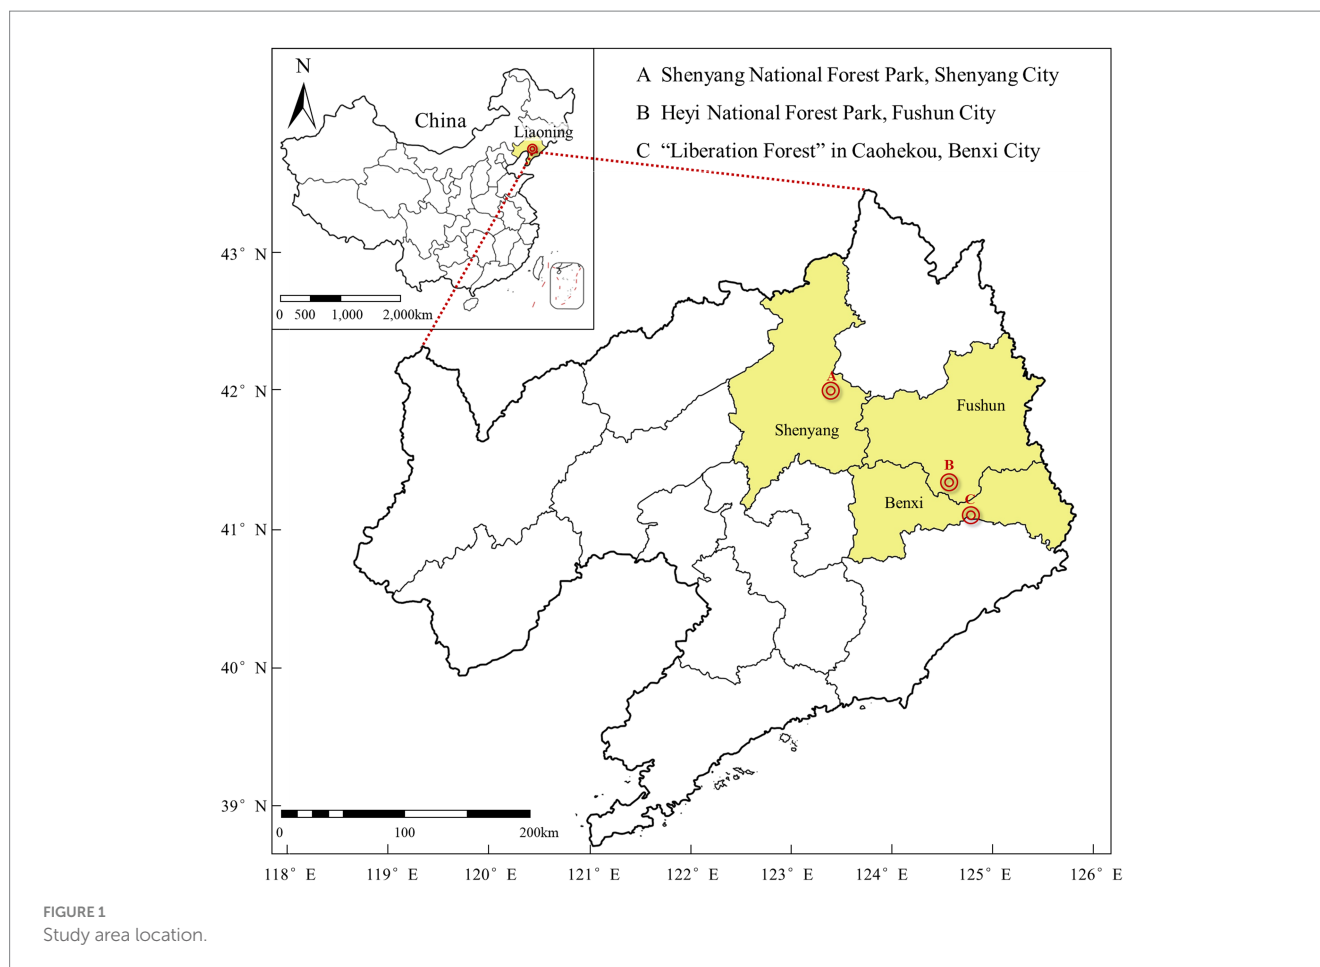 N
China
Liaoning
0 500 1,000 2,000km
A Shenyang National Forest Park, Shenyang City
B Heyi National Forest Park, Fushun City
C “Liberation Forest” in Caohekou, Benxi City
43° N
42° N
41° N
40° N
39° N
A
Shenyang
Fushun
B
Benxi
C
0 100 200km
118° E 119° E 120° E 121° E 122° E 123° E 124° E 125° E 126° E
FIGURE 1
Study area location.